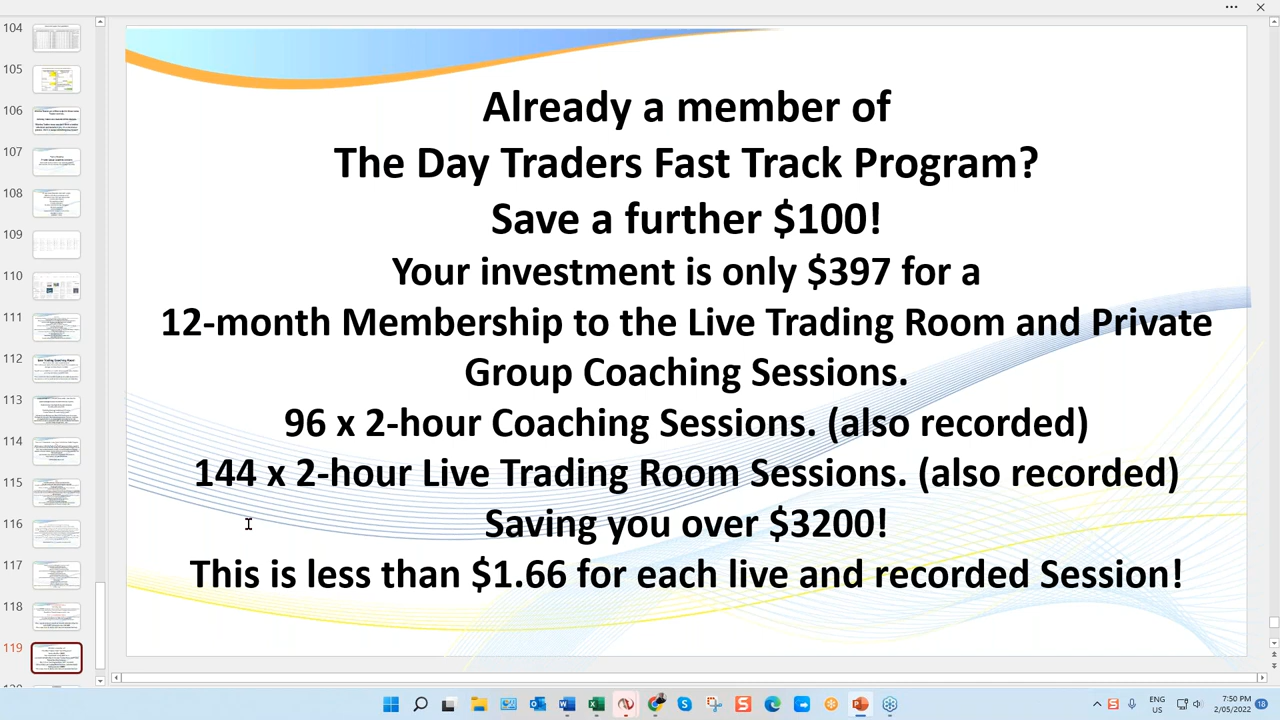 104
105
106
107
108
109
110
111
112
113
114
117
Already a member of
The Day Traders Fast Track Program?
Save a further $100!
Your investment is only $397 for a
12-month Membership to the Live Trading Room and Private
Group Coaching Sessions.
96 x 2-hour Coaching Sessions. (also recorded)
144 x 2-hour Live Trading Room Sessions. (also recorded)
Saving you over $3200!
This is less than $1.66 for each live and recorded Session!
ENG
US
7:50 PM
2/05/2022
18